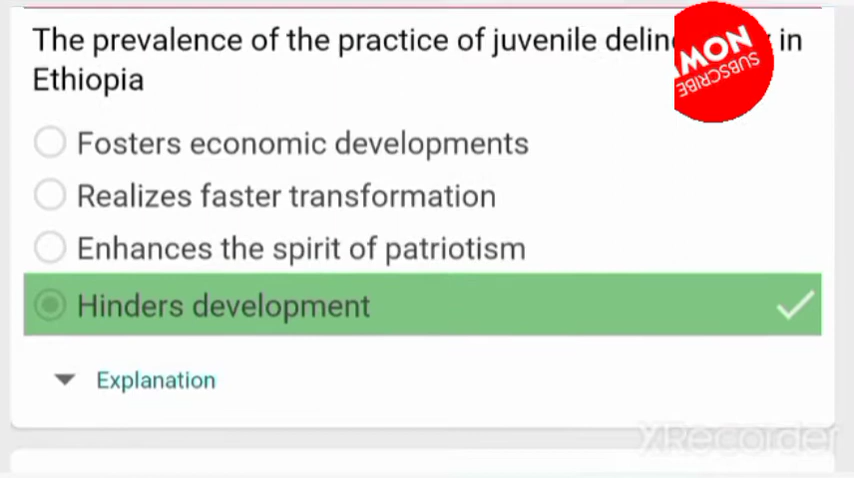 The prevalence of the practice of juvenile in
Ethiopia
NOW
SUBSCRIBE
Fosters economic developments
Realizes faster transformation
Enhances the spirit of patriotism
Hinders development
Explanation
XRecorder